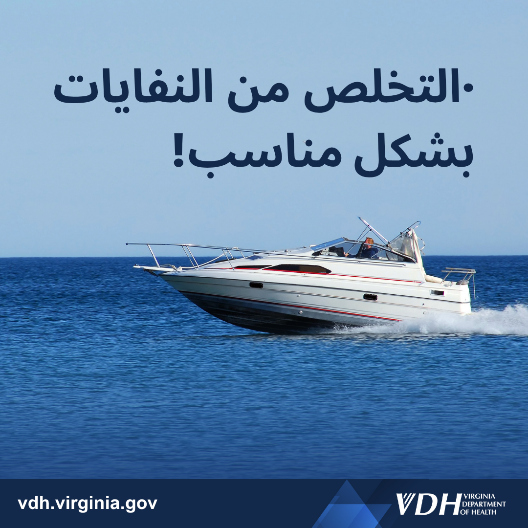 •التخلص من النفايات
بشكل مناسب!
vdh.virginia.gov
VDH VIRGINIA
DEPARTMENT
OF HEALTH